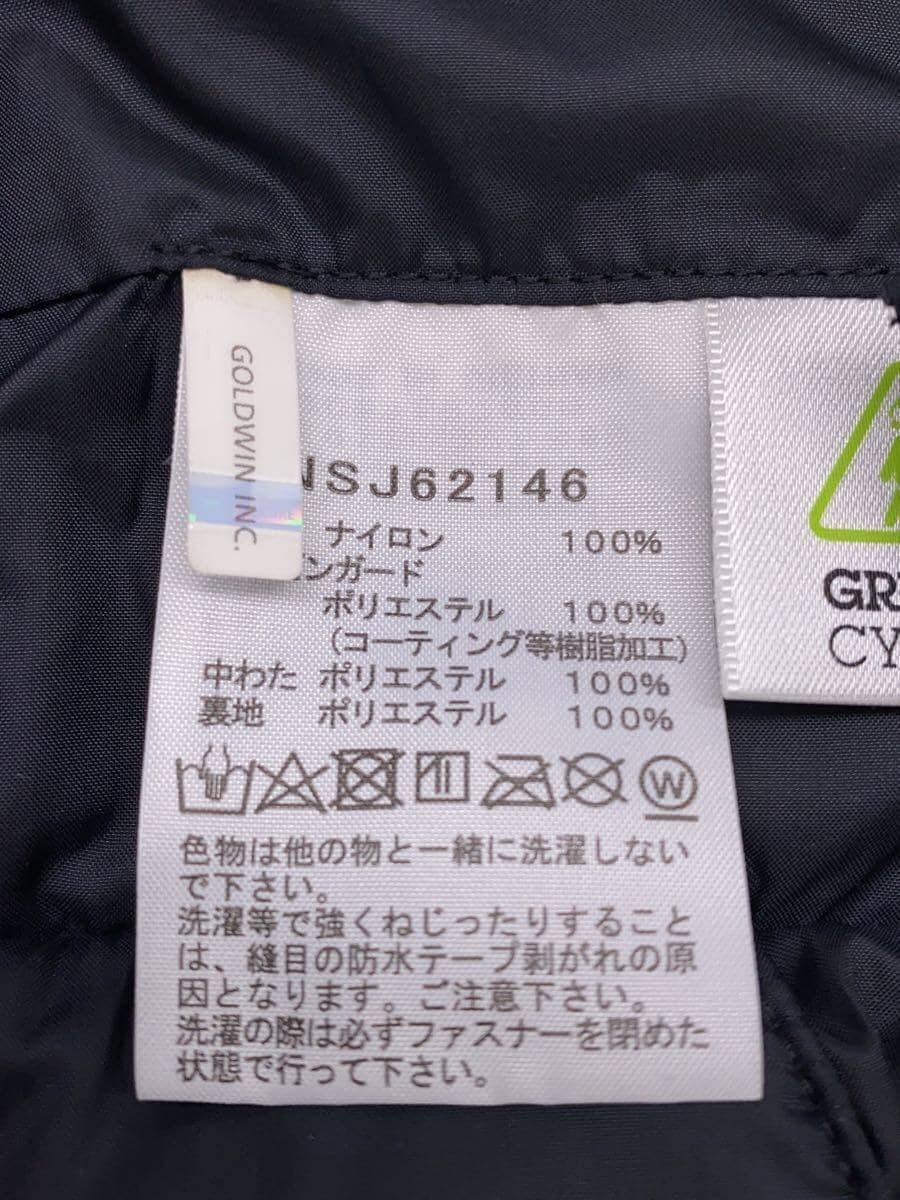 GOLDWIN INC.
NSJ62146
ナイロン 100%
ンガード
ポリエステル 100%
(コーティング等樹脂加工)
中わた ポリエステル 100%
裏地 ポリエステル 100%
W
色物は他の物と一緒に洗濯しない
で下さい。
洗濯等で強くねじったりすること
は、縫目の防水テープ剥がれの原
因となります。ご注意下さい。
洗濯の際は必ずファスナーを閉めた
状態で行って下さい。
GR
CY